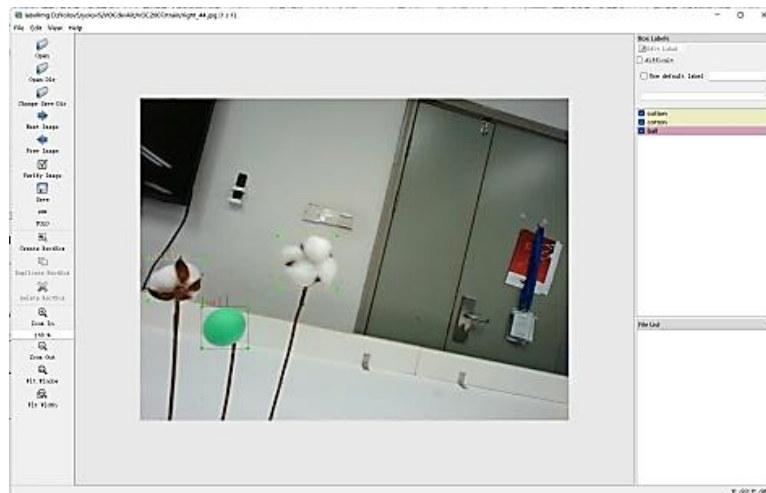 File Edit View Help
Open
Open Dir
Change Save Dir
Next Image
Prev Image
Verify Image
Save
YOLO
Create RectBox
Duplicate RectBox
Delete RectBox
Zoom In
Zoom Out
Fit Window
Fit Width
Box Labels
Edit Label
difficult
Use default label
cotton
cotton
ball
ball
File List